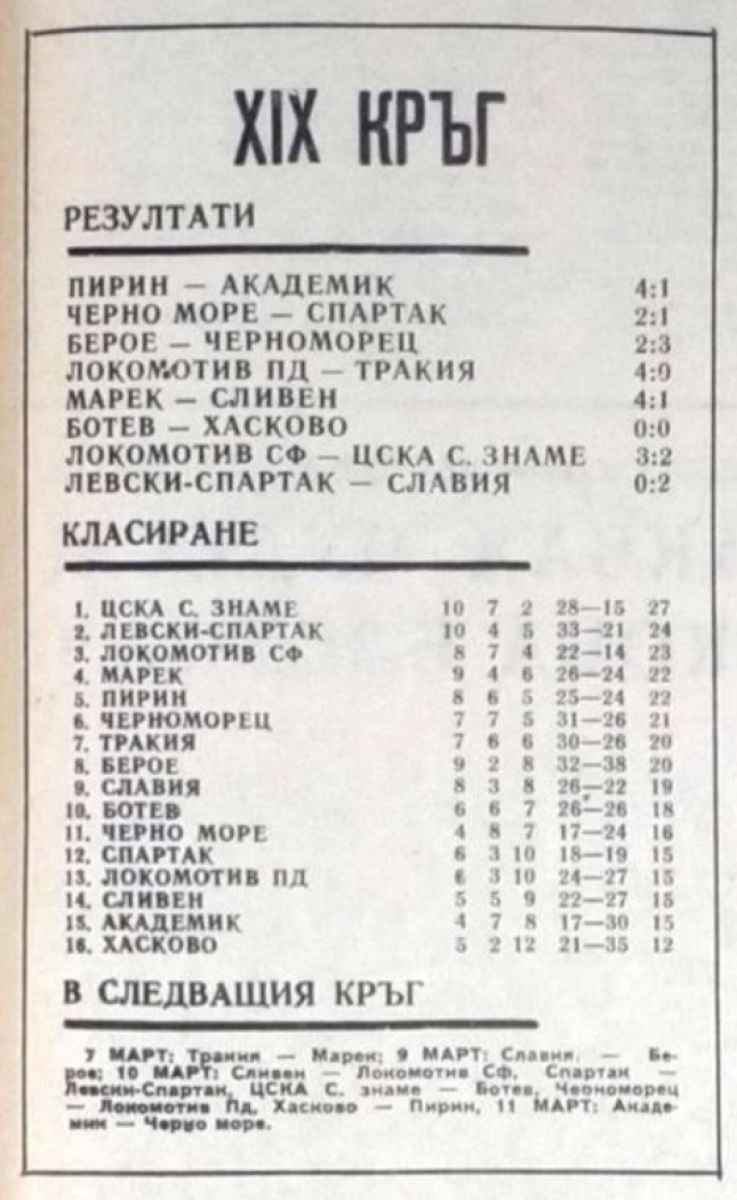 XIX КРЪГ
РЕЗУЛТАТИ
ПИРИН — АКАДЕМИК 4:1
ЧЕРНО МОРЕ — СПАРТАК 2:1
БЕРОЕ — ЧЕРНОМОРЕЦ 2:3
ЛОКОМОТИВ ПД — ТРАКИЯ 4:0
МАРЕК — СЛИВЕН 4:1
БОТЕВ — ХАСКОВО 0:0
ЛОКОМОТИВ СФ — ЦСКА С. ЗНАМЕ 3:2
ЛЕВСКИ-СПАРТАК — СЛАВИЯ 0:2
КЛАСИРАНЕ
1. ЦСКА С. ЗНАМЕ 10 7 2 28—15 27
2. ЛЕВСКИ-СПАРТАК 10 4 5 33—21 24
3. ЛОКОМОТИВ СФ 8 7 4 22—14 23
4. МАРЕК 9 4 6 26—24 22
5. ПИРИН 8 6 5 25—24 22
6. ЧЕРНОМОРЕЦ 7 7 5 31—26 21
7. ТРАКИЯ 7 6 6 30—26 20
8. БЕРОЕ 9 2 8 32—38 20
9. СЛАВИЯ 8 3 8 26—22 19
10. БОТЕВ 6 6 7 26—26 18
11. ЧЕРНО МОРЕ 4 8 7 17—24 16
12. СПАРТАК 6 3 10 18—19 15
13. ЛОКОМОТИВ ПД 6 3 10 24—27 15
14. СЛИВЕН 5 5 9 22—27 15
15. АКАДЕМИК 4 7 8 17—30 15
16. ХАСКОВО 5 2 12 21—35 12
В СЛЕДВАЩИЯ КРЪГ
7 МАРТ: Тракия — Марек; 9 МАРТ: Славия. — Бе-
рое; 10 МАРТ: Сливен — Локомотив Сф, Спартак —
Левски-Спартак, ЦСКА С. знаме — Ботев, Черноморец
— Локомотив Пд, Хасково — Пирин, 11 МАРТ: Акаде-
мик — Черно море.